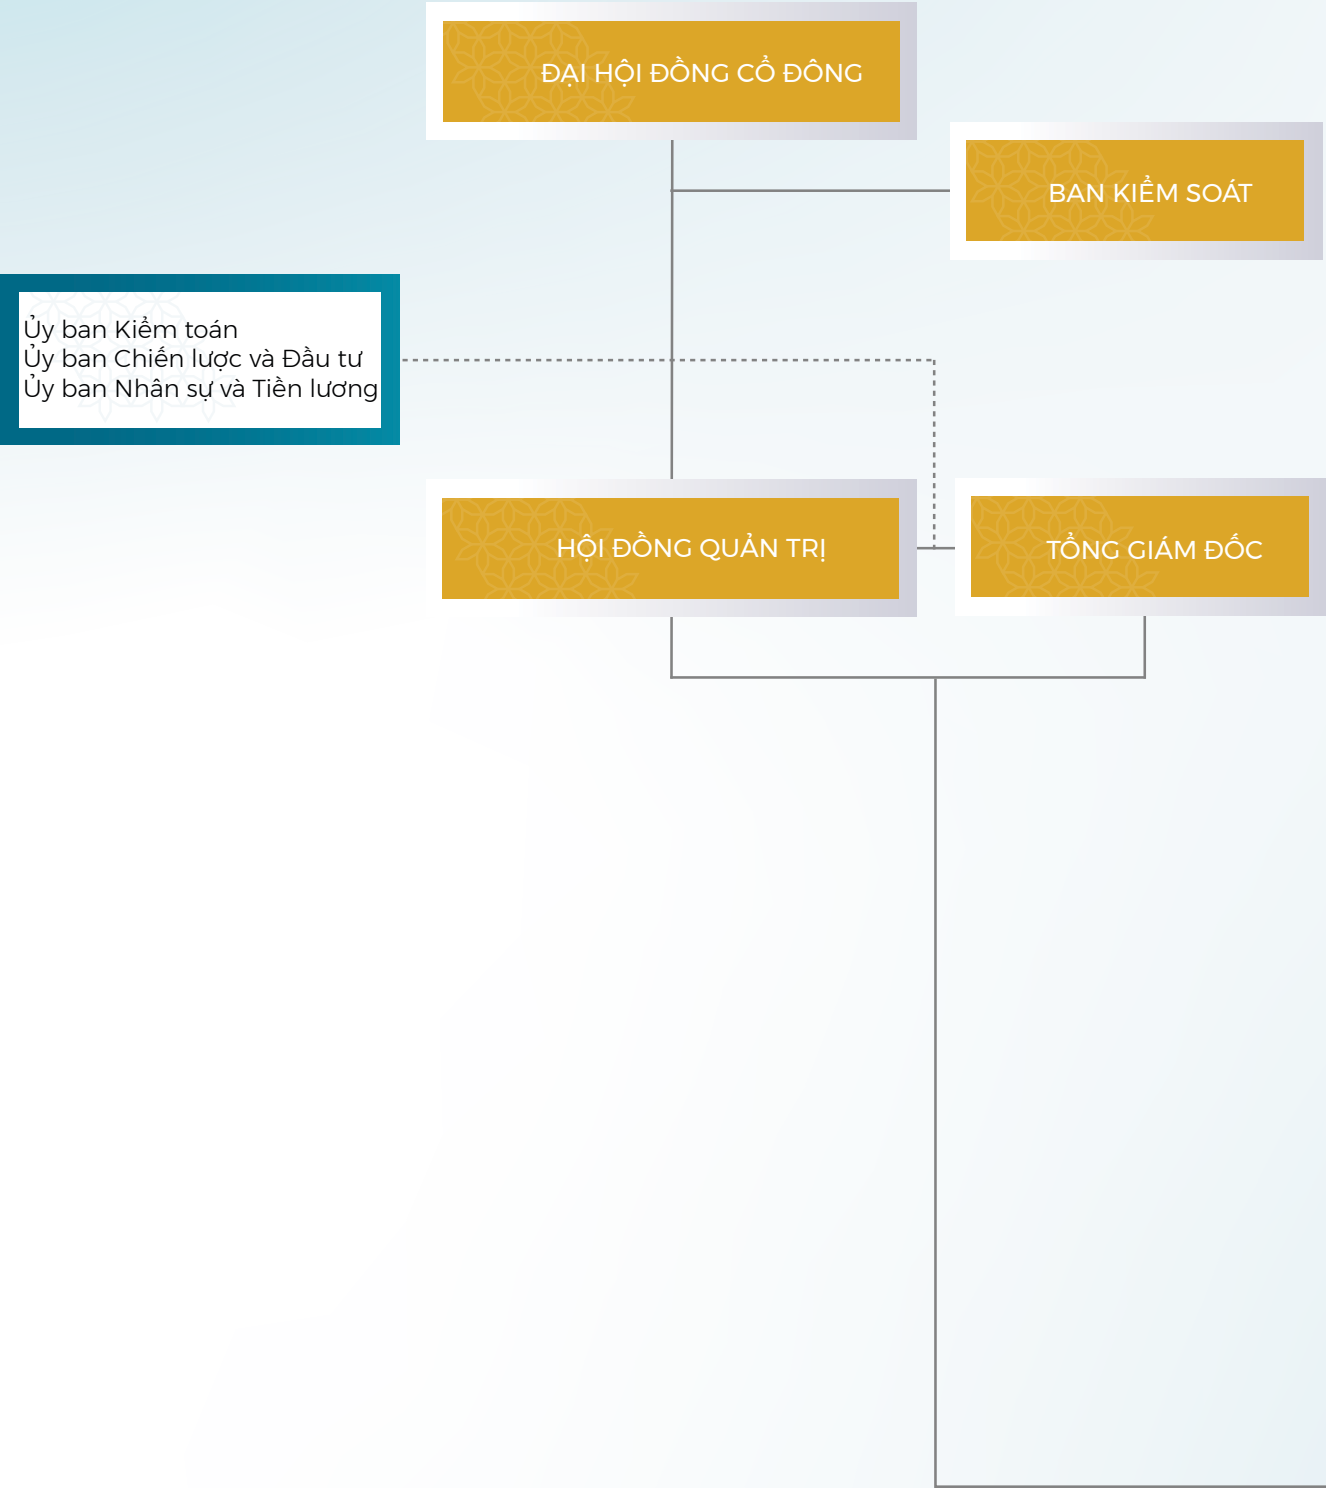 ĐẠI HỘI ĐỒNG CỔ ĐÔNG
BAN KIỂM SOÁT
Ủy ban Kiểm toán
Ủy ban Chiến lược và Đầu tư
Ủy ban Nhân sự và Tiền lương
HỘI ĐỒNG QUẢN TRỊ
TỔNG GIÁM ĐỐC